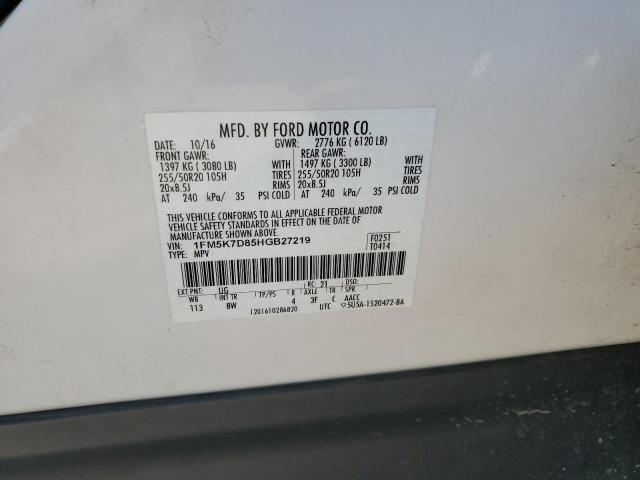 MFD. BY FORD MOTOR CO.
DATE: 10/16 GVWR: 2776 KG ( 6120 LB)
FRONT GAWR: REAR GAWR:
1397 KG ( 3080 LB) WITH 1497 KG ( 3300 LB) WITH
255/50R20 105H TIRES 255/50R20 105H TIRES
20x8.5J RIMS 20x8.5J RIMS
AT 240 kPa/ 35 PSI COLD AT 240 kPa/ 35 PSI COLD
THIS VEHICLE CONFORMS TO ALL APPLICABLE FEDERAL MOTOR
VEHICLE SAFETY STANDARDS IN EFFECT ON THE DATE OF
MANUFACTURE SHOWN ABOVE.
VIN: 1FM5K7D85HGB27219 F0251
TYPE: MPV T0414
EXT PNT: UG RC: 21 DSO:
WB INT TR TP/PS R AXLE TR SPR
113 8W 4 3F C AACC
1201610286820 UTC ▽5U5A-1520472-BA